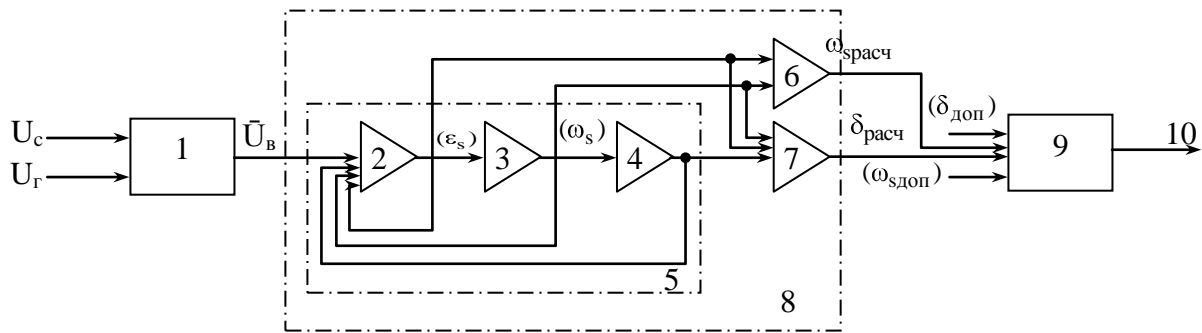 ω_sрасч
6
(δ_доп)
U_с
1
Ū_в
2
(ε_s)
3
(ω_s)
4
7
δ_расч
9
10
U_г
(ω_sдоп)
5
8